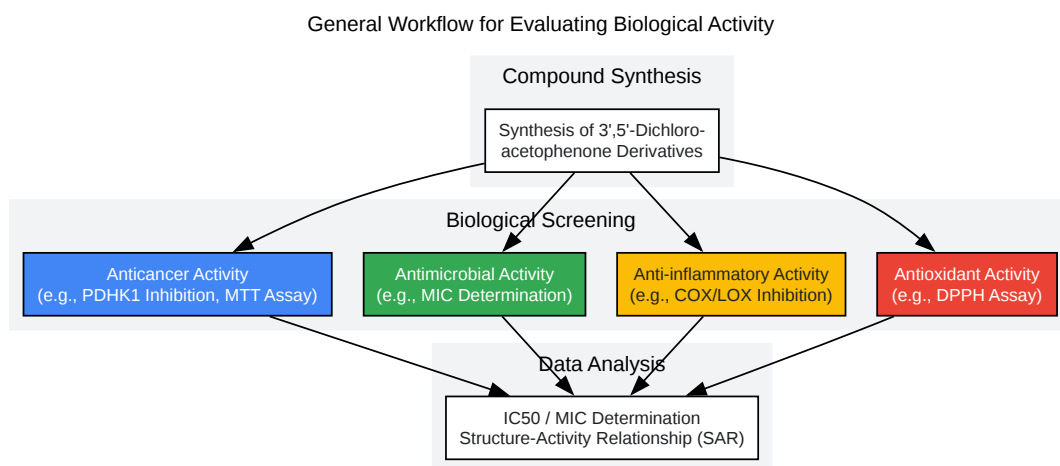 General Workflow for Evaluating Biological Activity
Compound Synthesis
Synthesis of 3',5'-Dichloro-
acetophenone Derivatives
Biological Screening
Anticancer Activity
(e.g., PDHK1 Inhibition, MTT Assay)
Antimicrobial Activity
(e.g., MIC Determination)
Anti-inflammatory Activity
(e.g., COX/LOX Inhibition)
Antioxidant Activity
(e.g., DPPH Assay)
Data Analysis
IC50 / MIC Determination
Structure-Activity Relationship (SAR)